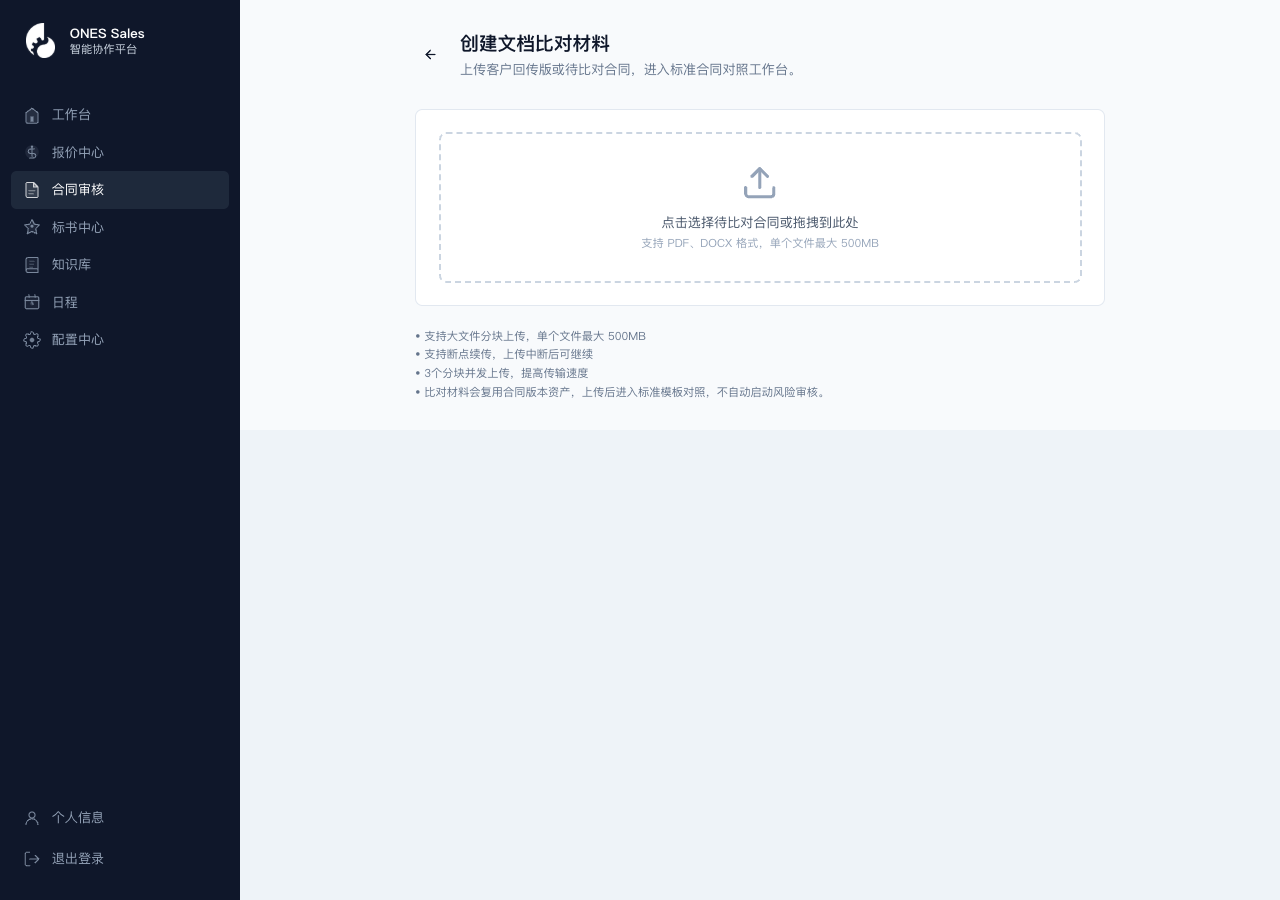 ONES Sales
智能协作平台
工作台
报价中心
合同审核
标书中心
知识库
日程
配置中心
个人信息
退出登录
创建文档比对材料
上传客户回传版或待比对合同，进入标准合同对照工作台。
点击选择待比对合同或拖拽到此处
支持 PDF、DOCX 格式，单个文件最大 500MB
• 支持大文件分块上传，单个文件最大 500MB
• 支持断点续传，上传中断后可继续
• 3个分块并发上传，提高传输速度
• 比对材料会复用合同版本资产，上传后进入标准模板对照，不自动启动风险审核。